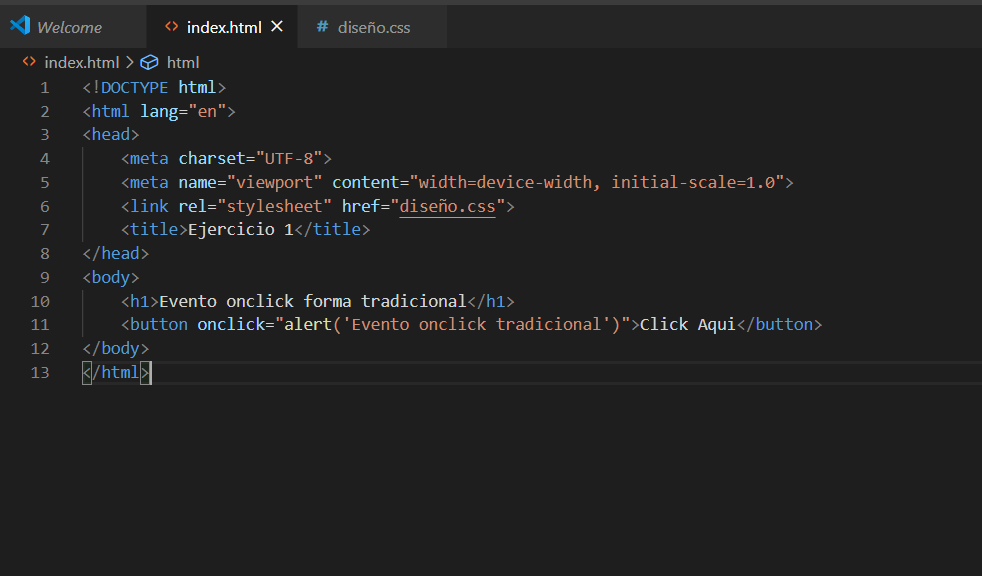 Welcome index.html diseño.css
index.html > html
1 <!DOCTYPE html>
2 <html lang="en">
3 <head>
4     <meta charset="UTF-8">
5     <meta name="viewport" content="width=device-width, initial-scale=1.0">
6     <link rel="stylesheet" href="diseño.css">
7     <title>Ejercicio 1</title>
8 </head>
9 <body>
10     <h1>Evento onclick forma tradicional</h1>
11     <button onclick="alert('Evento onclick tradicional')">Click Aqui</button>
12 </body>
13 </html>